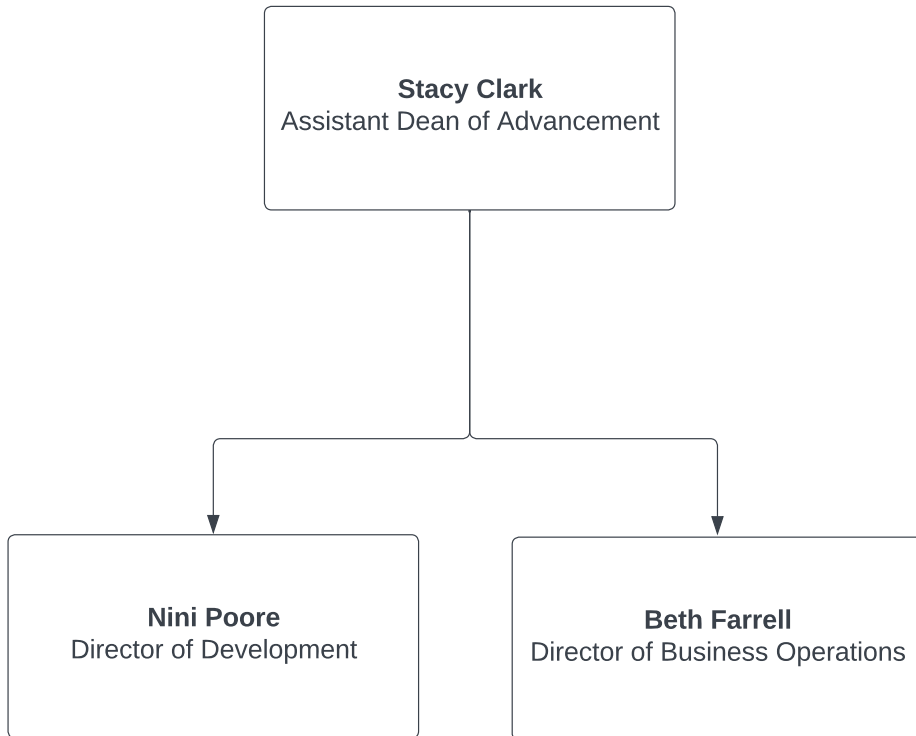 Stacy Clark
Assistant Dean of Advancement
Nini Poore
Director of Development
Beth Farrell
Director of Business Operations